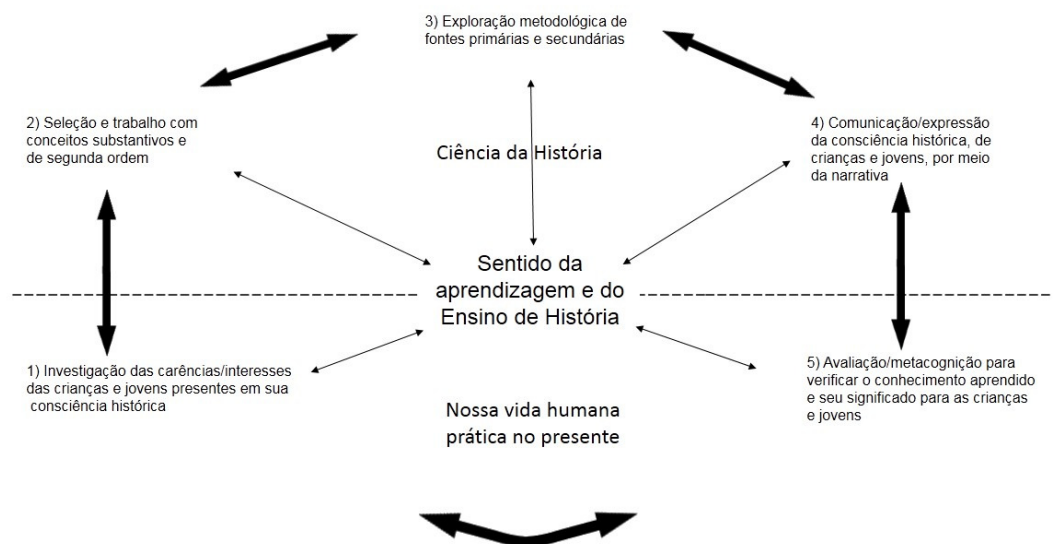 3) Exploração metodológica de
fontes primárias e secundárias
2) Seleção e trabalho com
conceitos substantivos e
de segunda ordem
Ciência da História
4) Comunicação/expressão
da consciência histórica, de
crianças e jovens, por meio
da narrativa
Sentido da
aprendizagem e do
Ensino de História
1) Investigação das carências/interesses
das crianças e jovens presentes em sua
consciência histórica
5) Avaliação/metacognição para
verificar o conhecimento aprendido
e seu significado para as crianças
e jovens
Nossa vida humana
prática no presente